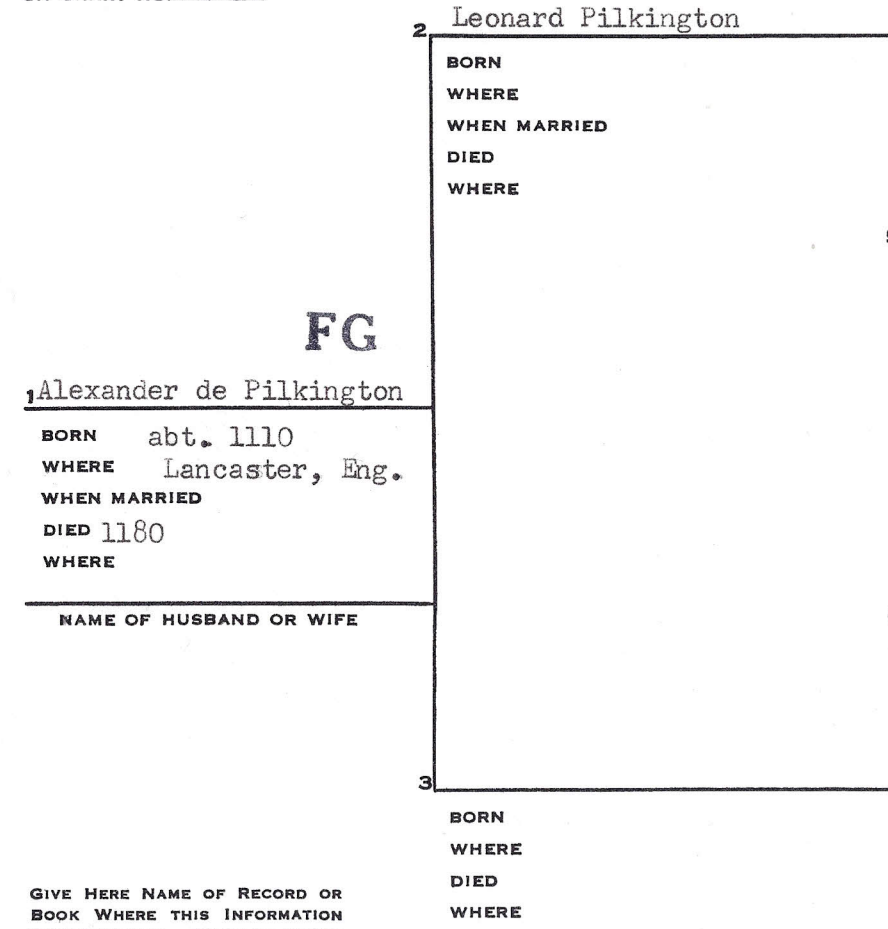 2 Leonard Pilkington
BORN
WHERE
WHEN MARRIED
DIED
WHERE
FG
1 Alexander de Pilkington
BORN abt. 1110
WHERE Lancaster, Eng.
WHEN MARRIED
DIED 1180
WHERE
NAME OF HUSBAND OR WIFE
3
BORN
WHERE
DIED
WHERE
GIVE HERE NAME OF RECORD OR
BOOK WHERE THIS INFORMATION